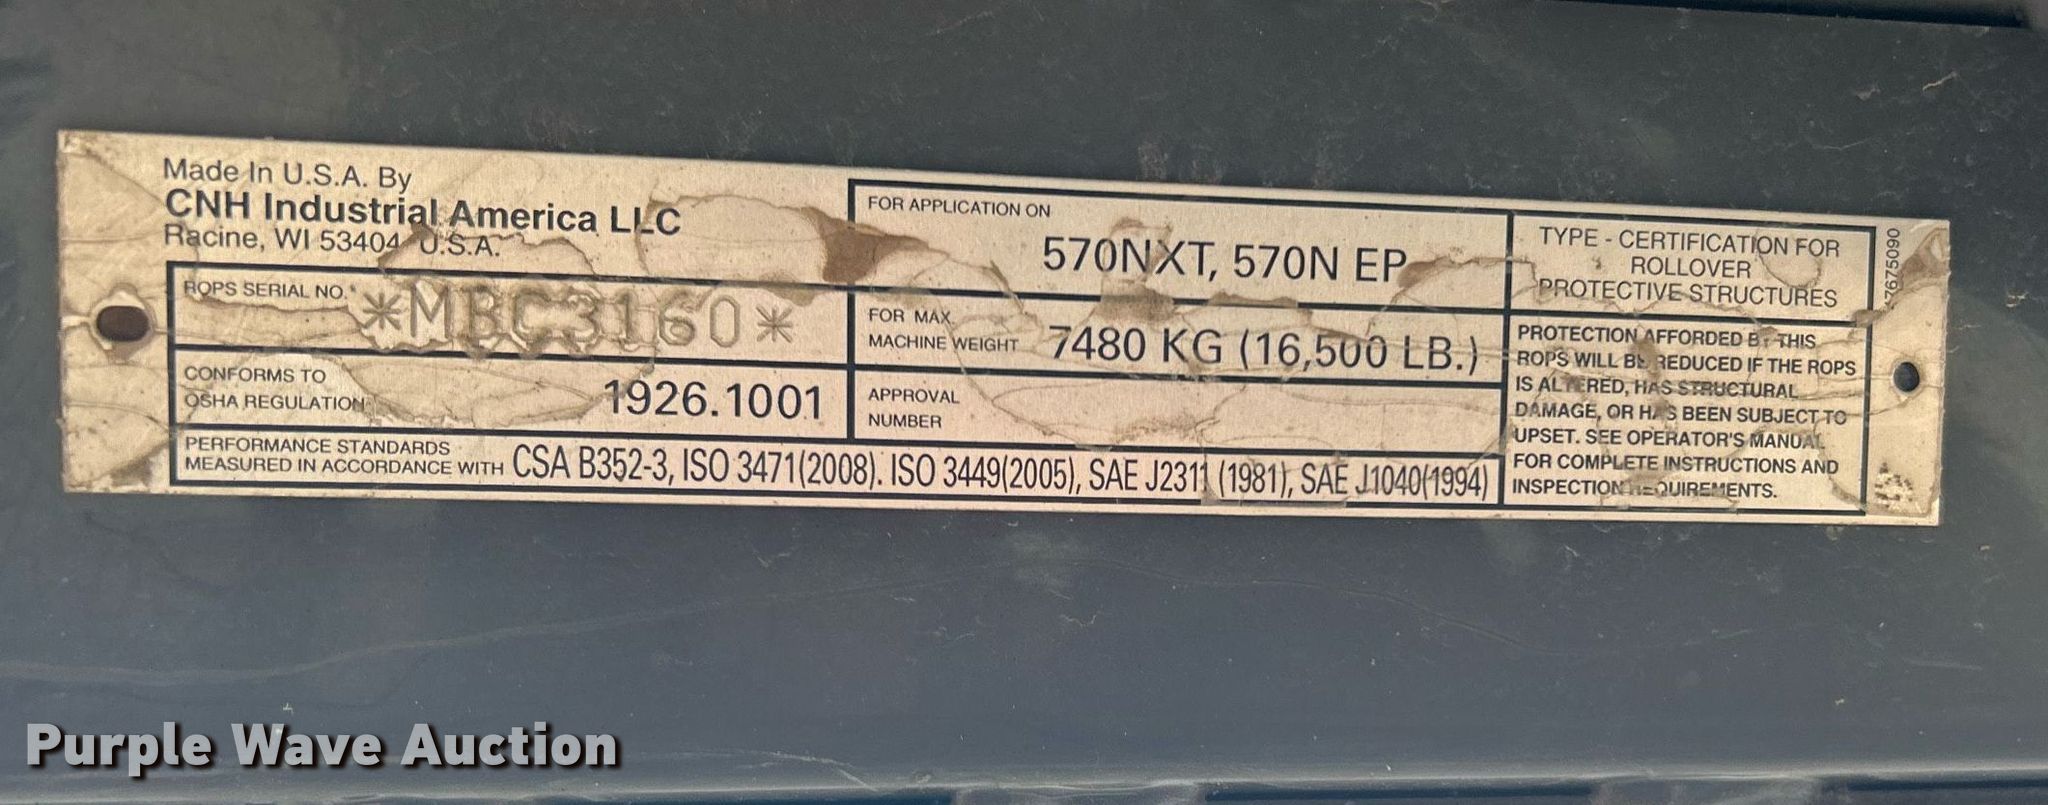 Made In U.S.A. By
CNH Industrial America LLC
Racine, WI 53404, U.S.A.
ROPS SERIAL NO.
*MBC3160*
CONFORMS TO
OSHA REGULATION
1926.1001
FOR APPLICATION ON
570NXT, 570N EP
FOR MAX.
MACHINE WEIGHT
7480 KG (16,500 LB.)
APPROVAL
NUMBER
PERFORMANCE STANDARDS
MEASURED IN ACCORDANCE WITH
CSA B352-3, ISO 3471(2008). ISO 3449(2005), SAE J2311 (1981), SAE J1040(1994)
TYPE - CERTIFICATION FOR
ROLLOVER
PROTECTIVE STRUCTURES
PROTECTION AFFORDED BY THIS
ROPS WILL BE REDUCED IF THE ROPS
IS ALTERED, HAS STRUCTURAL
DAMAGE, OR HAS BEEN SUBJECT TO
UPSET. SEE OPERATOR'S MANUAL
FOR COMPLETE INSTRUCTIONS AND
INSPECTION REQUIREMENTS.
47675090
Purple Wave Auction